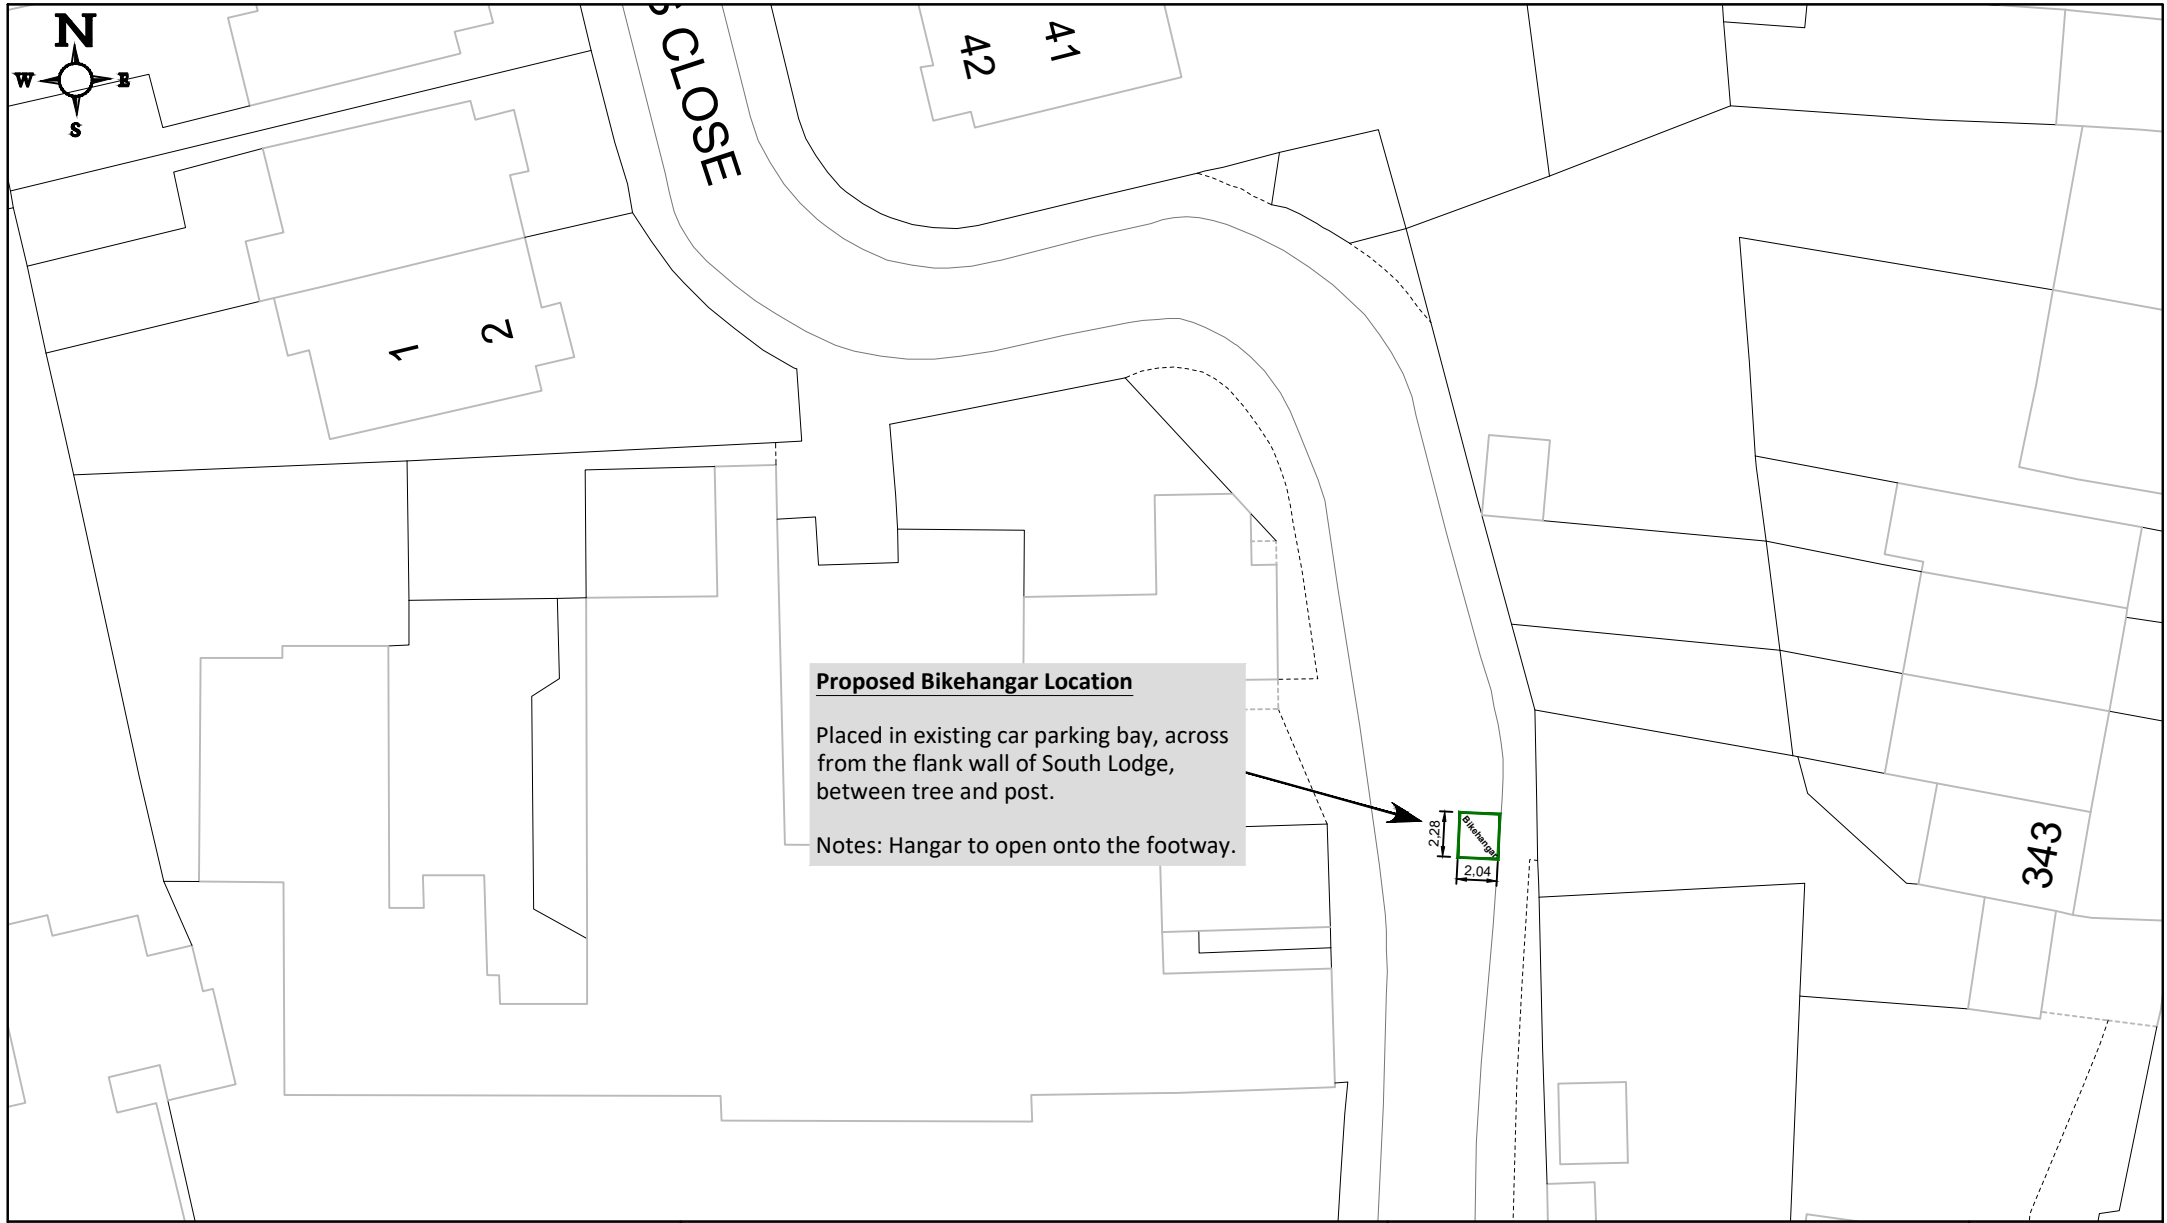 N
W E
S
S CLOSE
42
41
1
2
Proposed Bikehangar Location
Placed in existing car parking bay, across
from the flank wall of South Lodge,
between tree and post.
Notes: Hangar to open onto the footway.
2,28
Bikehangar
2,04
343